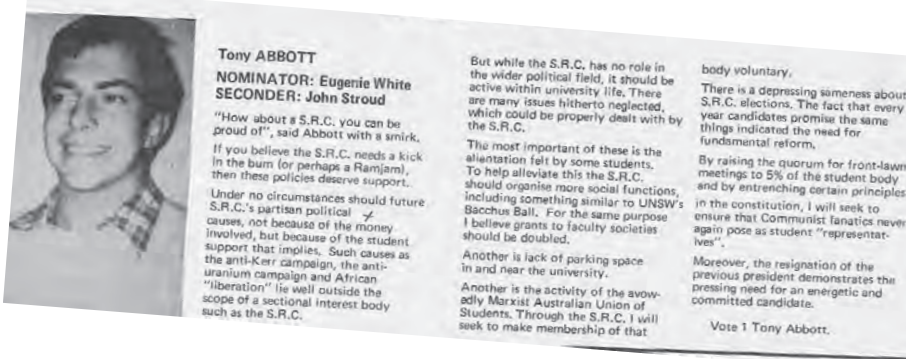 Tony ABBOTT
NOMINATOR: Eugenie White
SECONDER: John Stroud
"How about a S.R.C. you can be
proud of", said Abbott with a smirk.
If you believe the S.R.C. needs a kick
in the bum (or perhaps a Ramjam),
then these policies deserve support.
Under no circumstances should future
S.R.C.'s partisan political
causes, not because of the money
involved, but because of the student
support that implies. Such causes as
the anti-Kerr campaign, the anti-
uranium campaign and African
"liberation" lie well outside the
scope of a sectional interest body
such as the S.R.C.
But while the S.R.C. has no role in
the wider political field, it should be
active within university life. There
are many issues hitherto neglected,
which could be properly dealt with by
the S.R.C.
The most important of these is the
alientation felt by some students.
To help alleviate this the S.R.C.
should organise more social functions,
including something similar to UNSW's
Bacchus Ball. For the same purpose
I believe grants to faculty societies
should be doubled.
Another is lack of parking space
in and near the university.
Another is the activity of the avow-
edly Marxist Australian Union of
Students. Through the S.R.C. I will
seek to make membership of that
body voluntary.
There is a depressing sameness about
S.R.C. elections. The fact that every
year candidates promise the same
things indicated the need for
fundamental reform.
By raising the quorum for front-lawn
meetings to 5% of the student body
and by entrenching certain principles
in the constitution, I will seek to
ensure that Communist fanatics never
again pose as student "representat-
ives".
Moreover, the resignation of the
previous president demonstrates the
pressing need for an energetic and
committed candidate.
Vote 1 Tony Abbott.